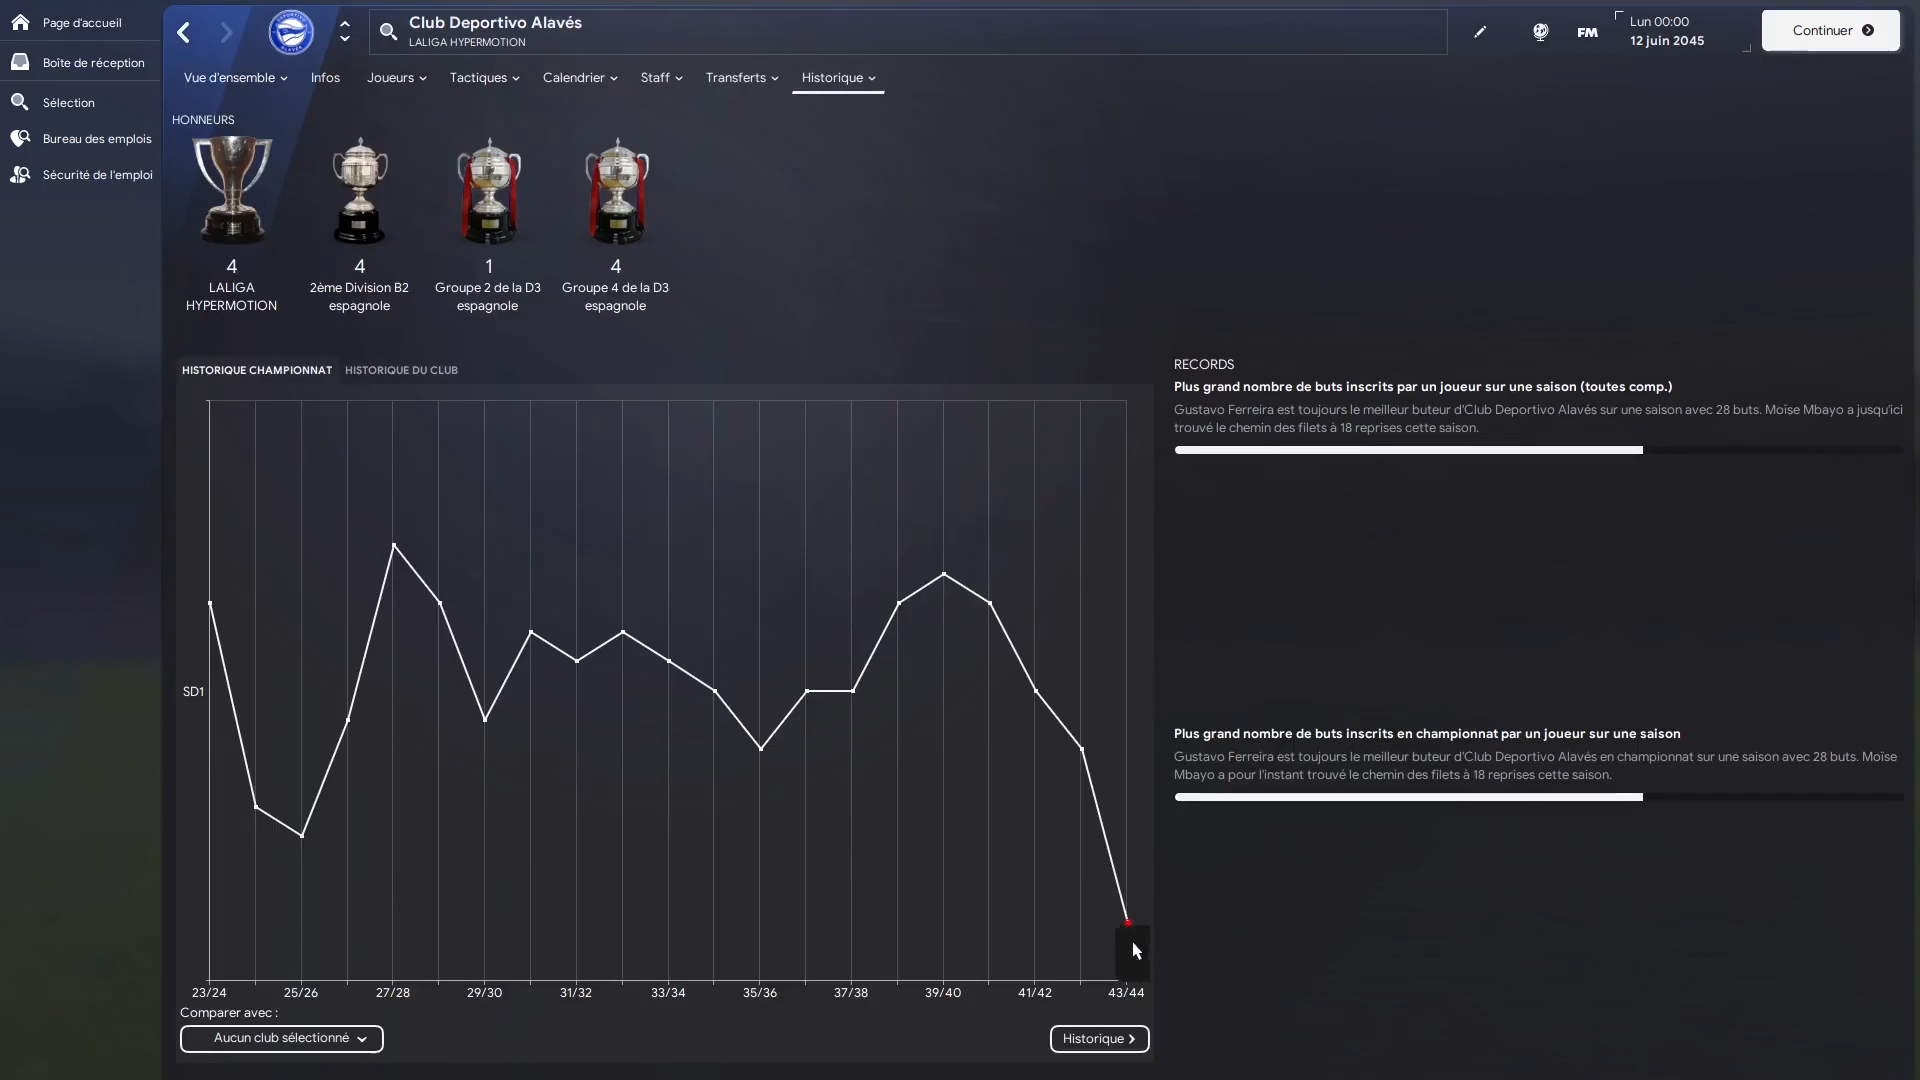 Page d'accueil
Boîte de réception
Sélection
Bureau des emplois
Sécurité de l'emploi
Club Deportivo Alavés
LALIGA HYPERMOTION
FM
Lun 00:00
12 juin 2045
Continuer
Vue d'ensemble
Infos
Joueurs
Tactiques
Calendrier
Staff
Transferts
Historique
HONNEURS
4
LALIGA
HYPERMOTION
4
2ème Division B2
espagnole
1
Groupe 2 de la D3
espagnole
4
Groupe 4 de la D3
espagnole
HISTORIQUE CHAMPIONNAT
HISTORIQUE DU CLUB
SD1
23/24
25/26
27/28
29/30
31/32
33/34
35/36
37/38
39/40
41/42
43/44
Comparer avec :
Aucun club sélectionné
Historique
RECORDS
Plus grand nombre de buts inscrits par un joueur sur une saison (toutes comp.)
Gustavo Ferreira est toujours le meilleur buteur d'Club Deportivo Alavés sur une saison avec 28 buts. Moïse Mbayo a jusqu'ici
trouvé le chemin des filets à 18 reprises cette saison.
Plus grand nombre de buts inscrits en championnat par un joueur sur une saison
Gustavo Ferreira est toujours le meilleur buteur d'Club Deportivo Alavés en championnat sur une saison avec 28 buts. Moïse
Mbayo a pour l'instant trouvé le chemin des filets à 18 reprises cette saison.